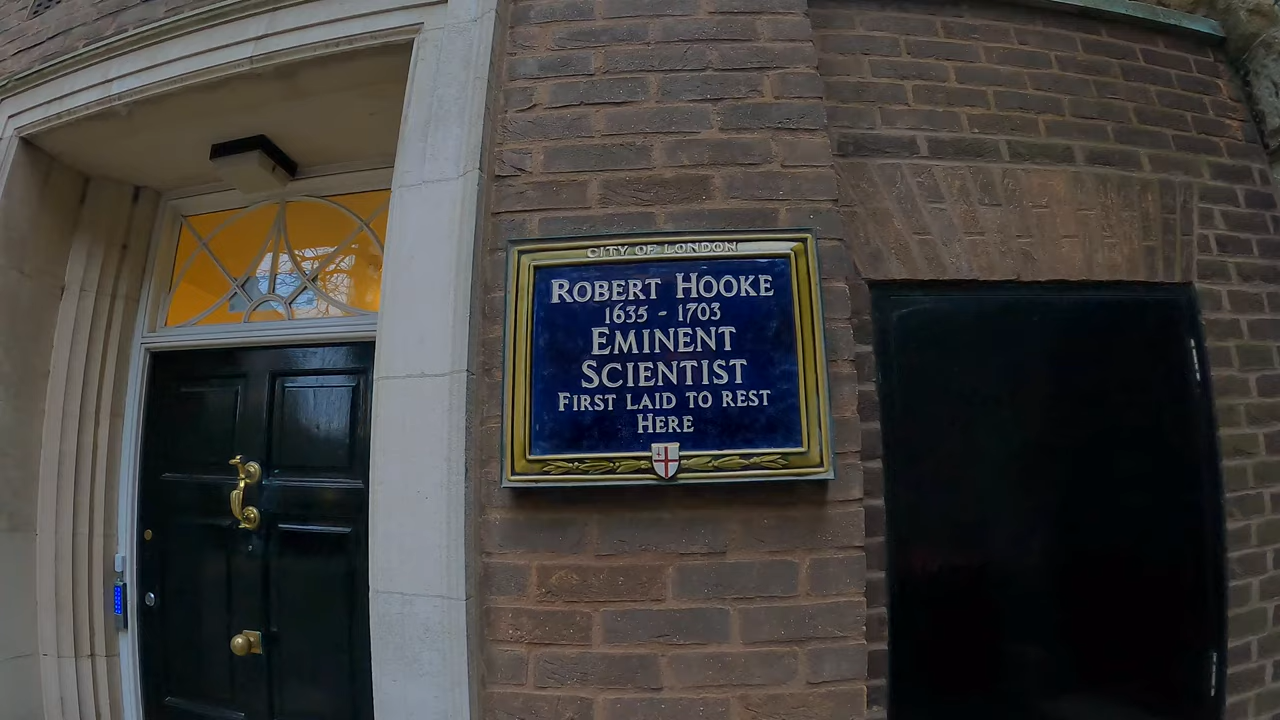 CITY OF LONDON
ROBERT HOOKE
1635 - 1703
EMINENT
SCIENTIST
FIRST LAID TO REST
HERE